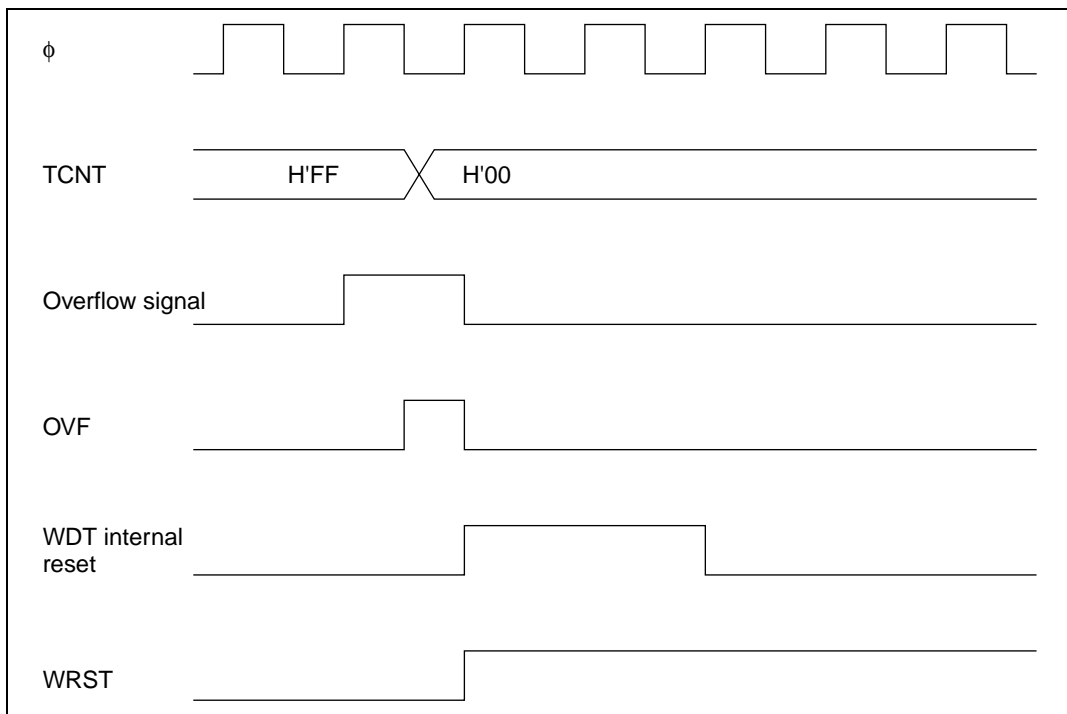 ϕ
TCNT
H'FF
H'00
Overflow signal
OVF
WDT internal
reset
WRST